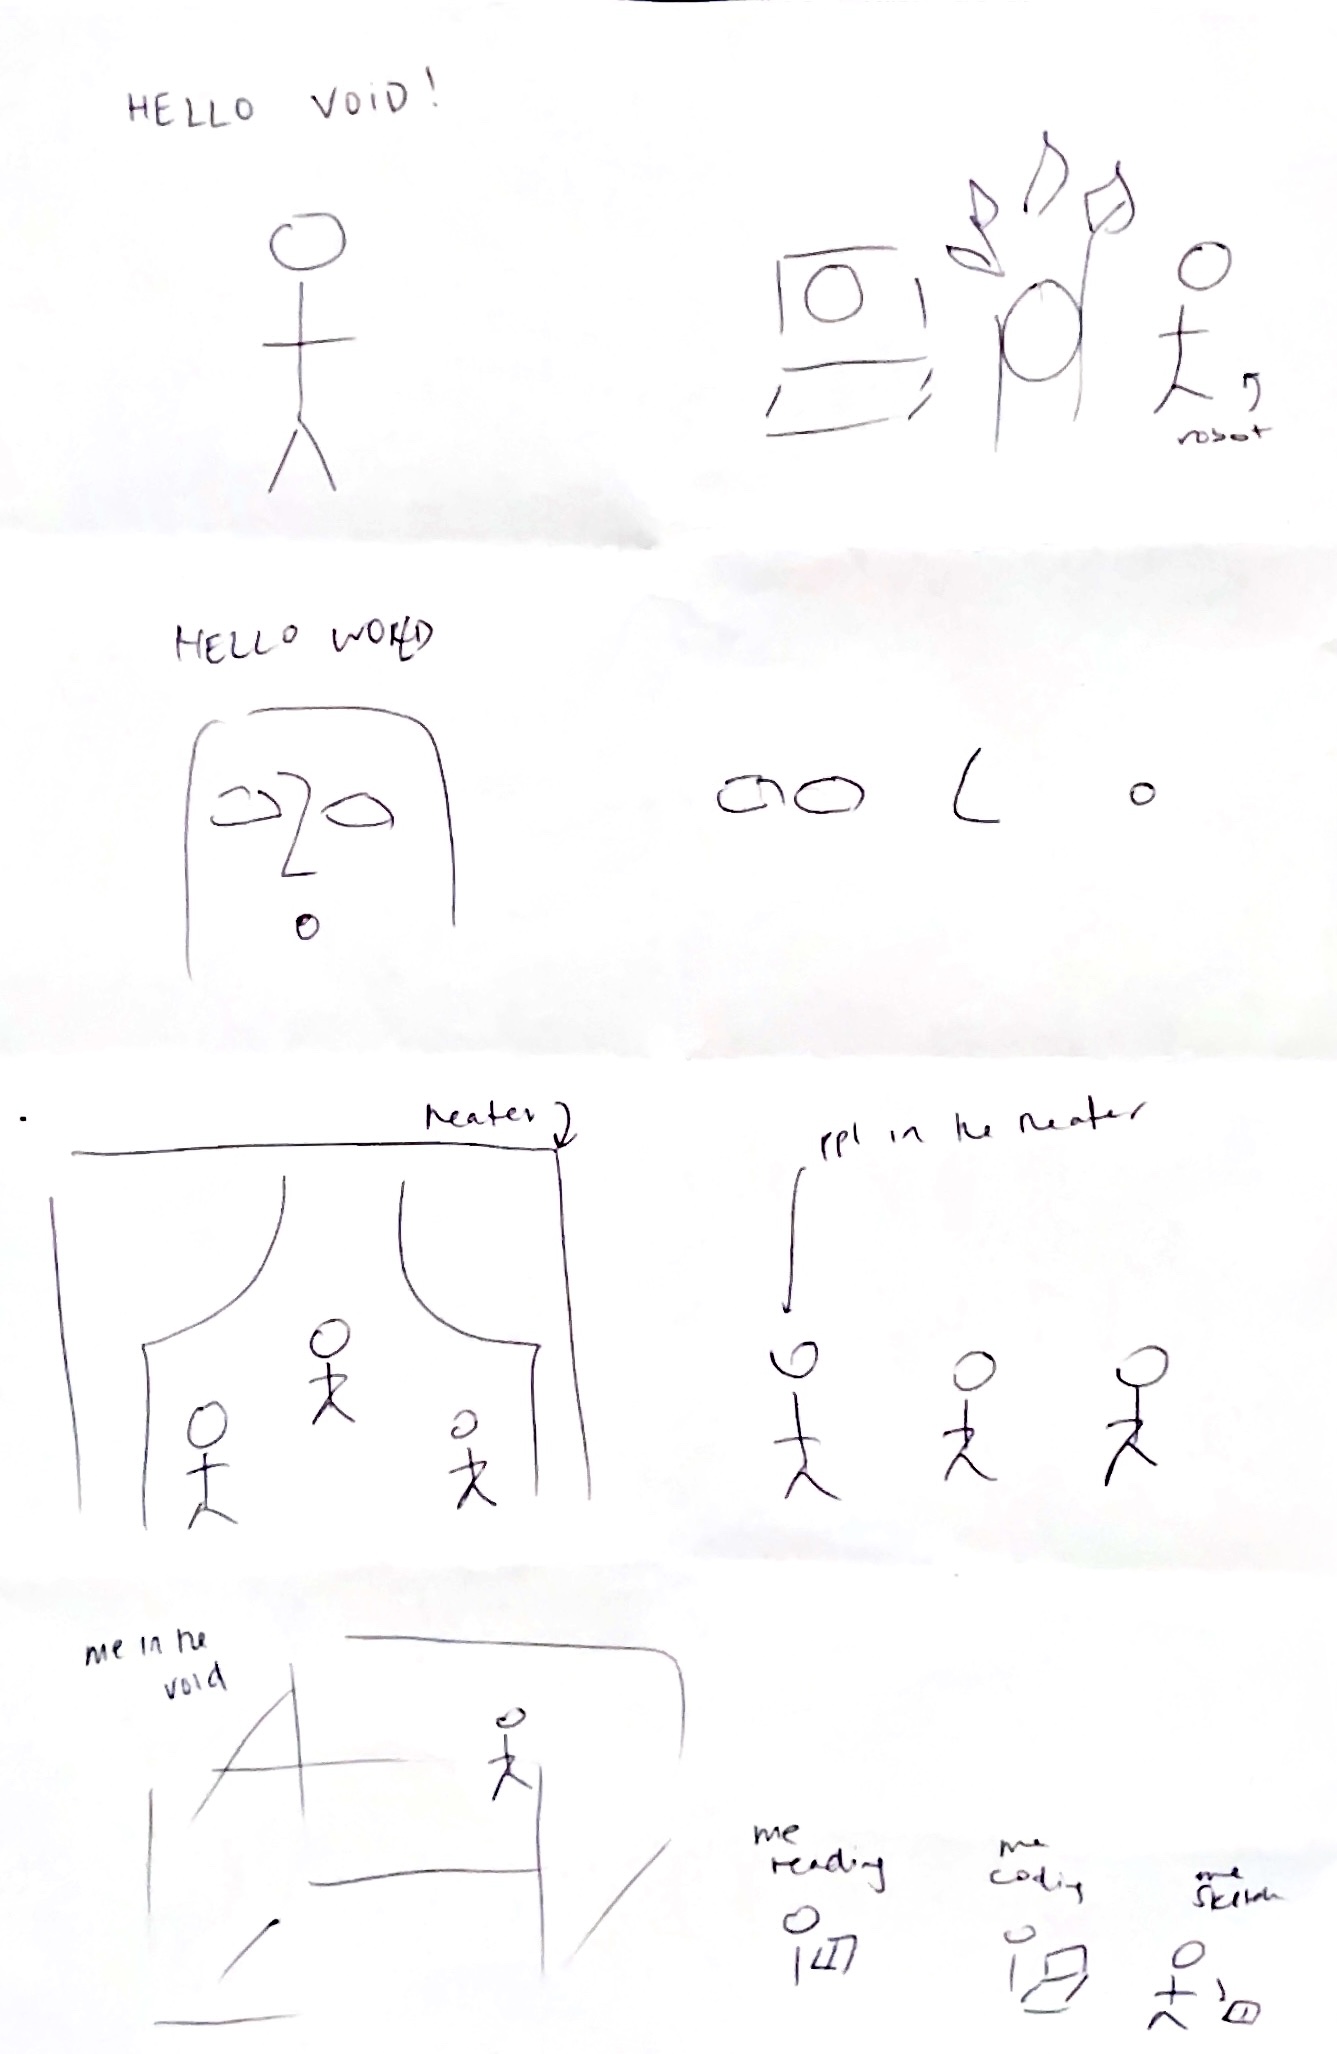 HELLO VOID!
robot
HELLO WORLD
theater
ppl in the theater
me in the
void
me
reading
me
coding
me
sketch